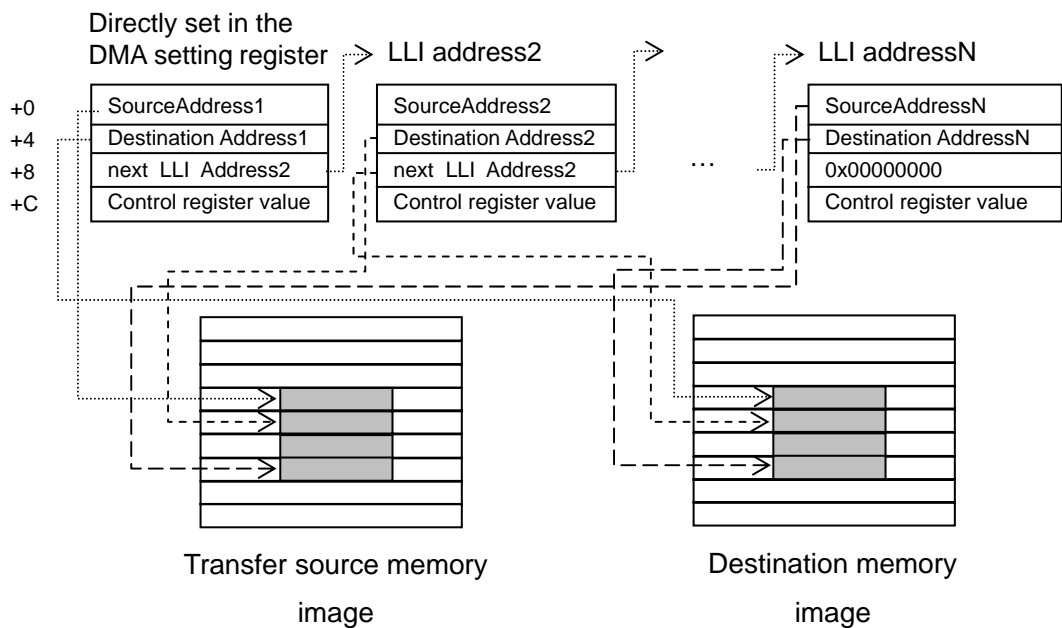 Directly set in the
DMA setting register
LLI address2
LLI addressN
+0
SourceAddress1
SourceAddress2
SourceAddressN
+4
Destination Address1
Destination Address2
Destination AddressN
+8
next LLI Address2
next LLI Address2
...
0x00000000
+C
Control register value
Control register value
Control register value
Transfer source memory
image
Destination memory
image